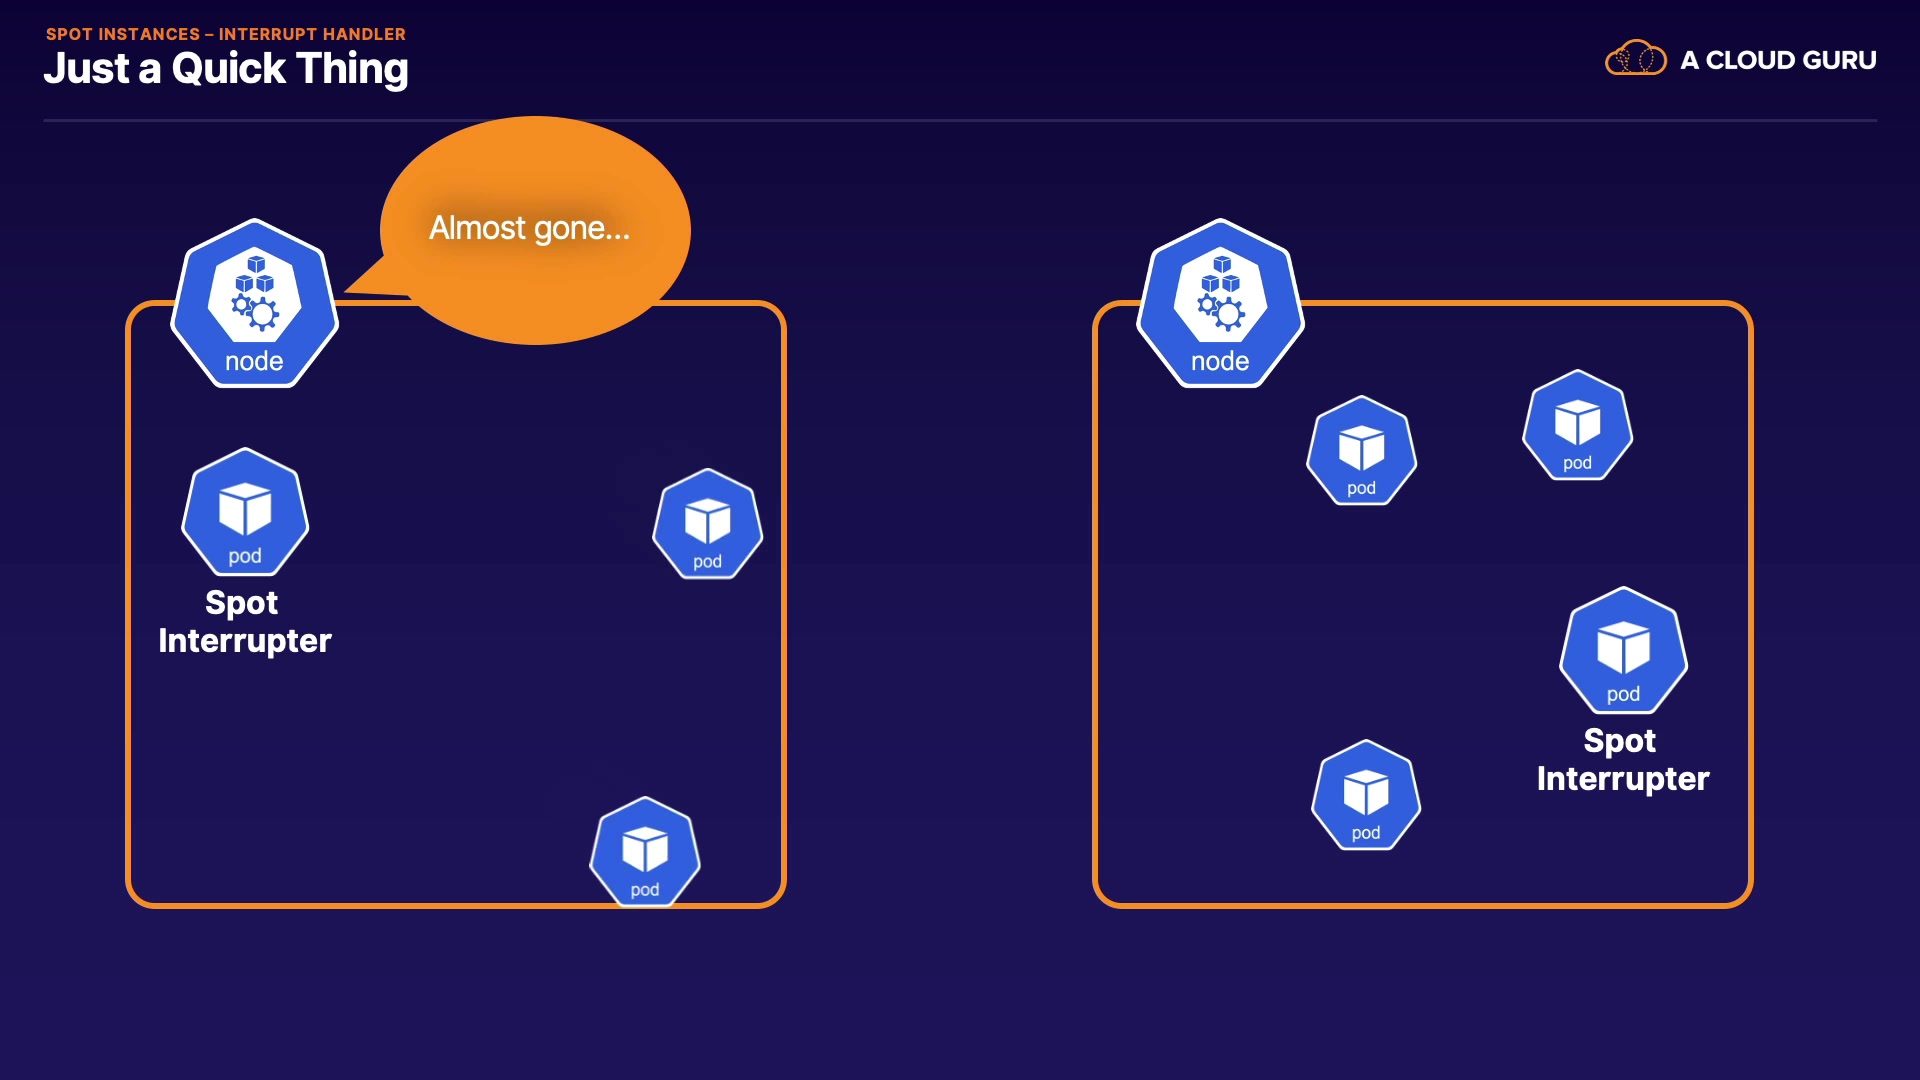 SPOT INSTANCES – INTERRUPT HANDLER
Just a Quick Thing
A CLOUD GURU
Almost gone...
node
pod
Spot
Interrupter
pod
pod
node
pod
pod
pod
Spot
Interrupter
pod